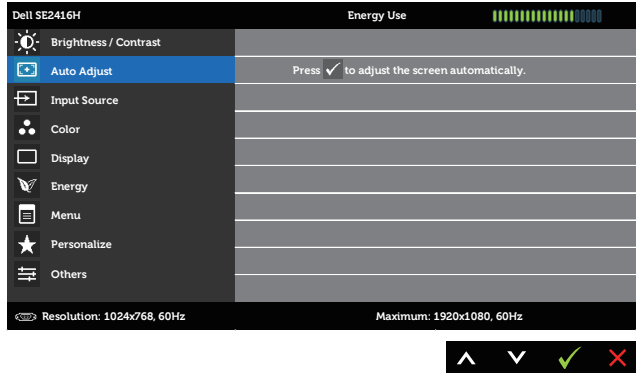 Dell SE2416H Energy Use
Brightness / Contrast
Auto Adjust Press ✓ to adjust the screen automatically.
Input Source
Color
Display
Energy
Menu
Personalize
Others
Resolution: 1024x768, 60Hz Maximum: 1920x1080, 60Hz